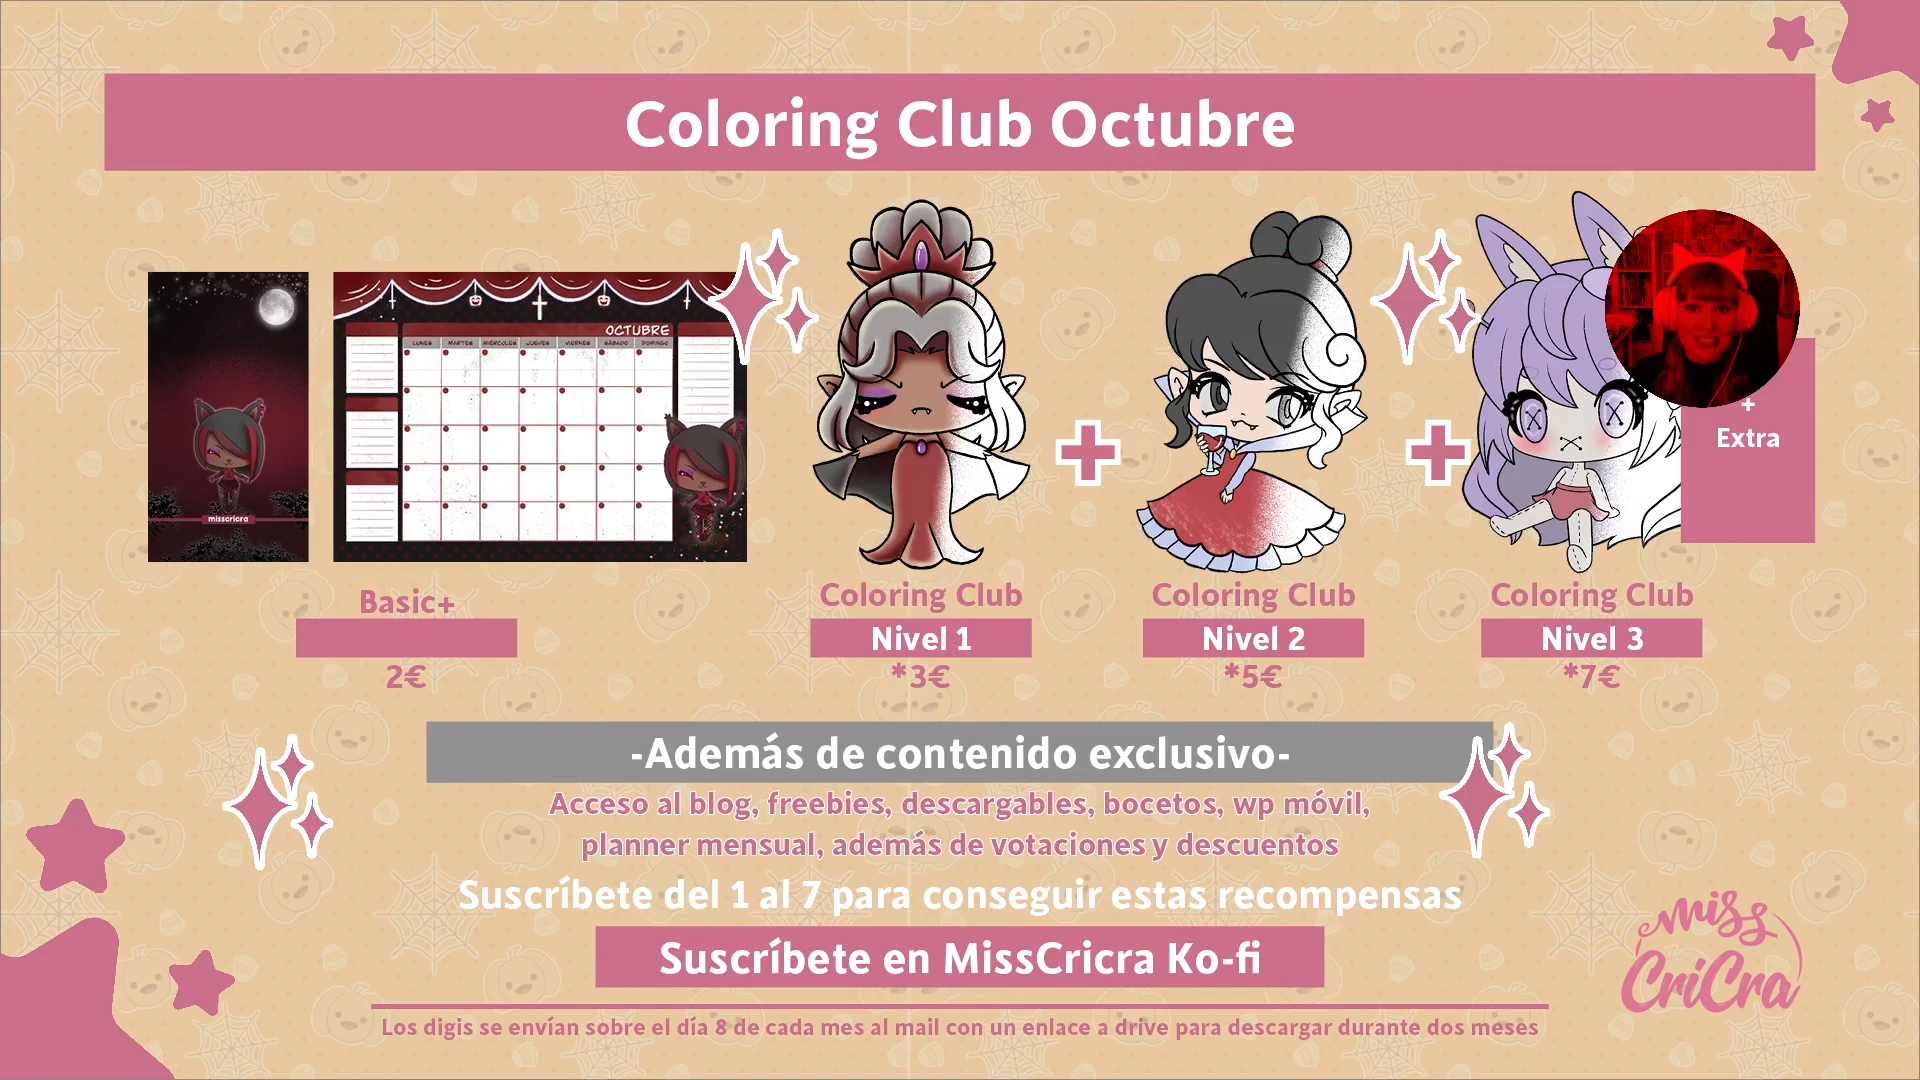 Coloring Club Octubre
OCTUBRE
LUNES MARTES MIÉRCOLES JUEVES VIERNES SÁBADO DOMINGO
misscricra
+
Extra
Basic+
2€
Coloring Club
Nivel 1
*3€
Coloring Club
Nivel 2
*5€
Coloring Club
Nivel 3
*7€
-Además de contenido exclusivo-
Acceso al blog, freebies, descargables, bocetos, wp móvil,
planner mensual, además de votaciones y descuentos
Suscríbete del 1 al 7 para conseguir estas recompensas
Suscríbete en MissCricra Ko-fi
miss
CriCra
Los digis se envían sobre el día 8 de cada mes al mail con un enlace a drive para descargar durante dos meses